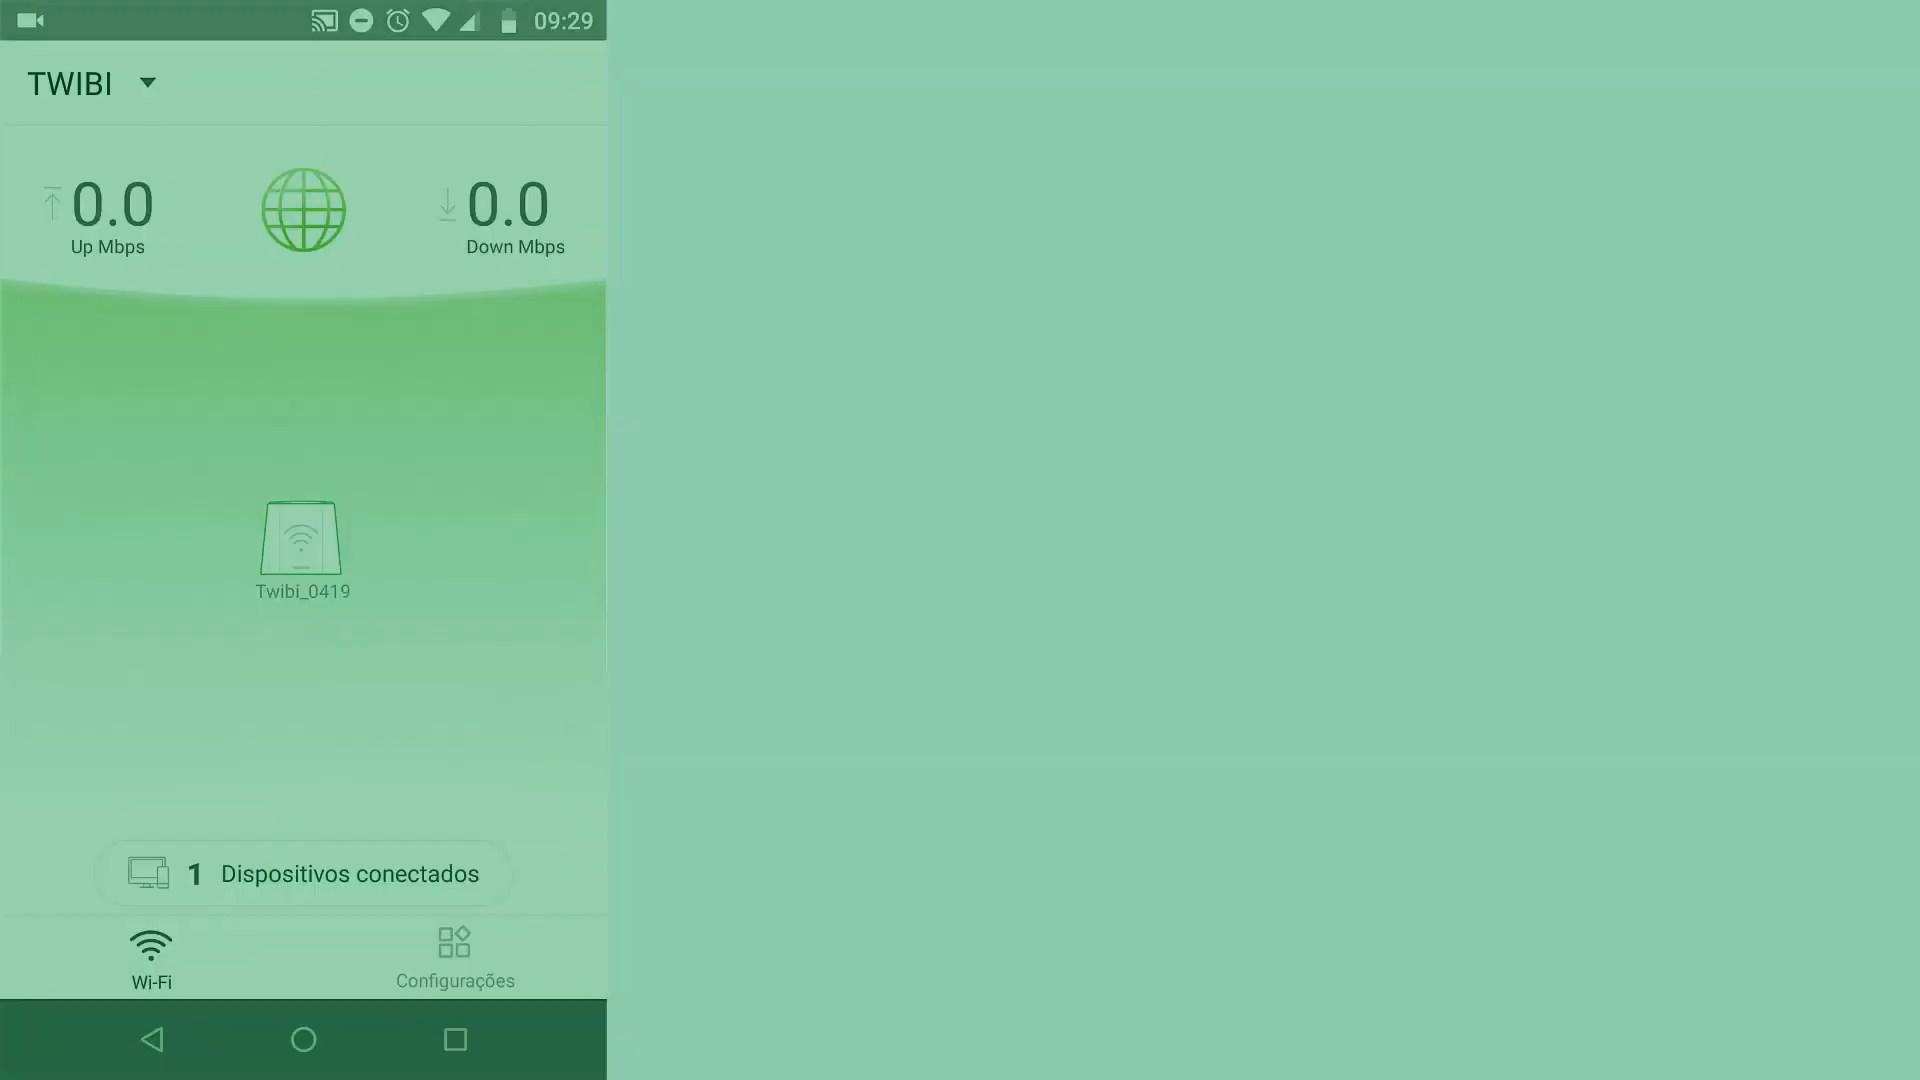 09:29
TWIBI
0.0
Up Mbps
0.0
Down Mbps
Twibi_0419
1 Dispositivos conectados
Wi-Fi
Configurações